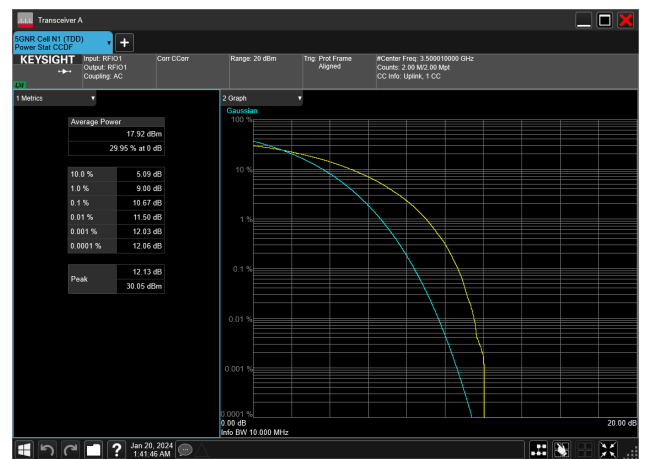 Transceiver A
5GNR Cell N1 (TDD)
Power Stat CCDF
KEYSIGHT
Input: RFIO1
Output: RFIO1
Coupling: AC
Corr CCorr
Range: 20 dBm
Trig: Prot Frame
Aligned
#Center Freq: 3.500010000 GHz
Counts: 2.00 M/2.00 Mpt
CC Info: Uplink, 1 CC
1 Metrics
Average Power
17.92 dBm
29.95 % at 0 dB
10.0 % 5.09 dB
1.0 % 9.00 dB
0.1 % 10.67 dB
0.01 % 11.50 dB
0.001 % 12.03 dB
0.0001 % 12.06 dB
Peak
12.13 dB
30.05 dBm
2 Graph
Gaussian
100 %
10 %
1 %
0.1 %
0.01 %
0.001 %
0.0001 %
0.00 dB
20.00 dB
Info BW 10.000 MHz
Jan 20, 2024
1:41:46 AM